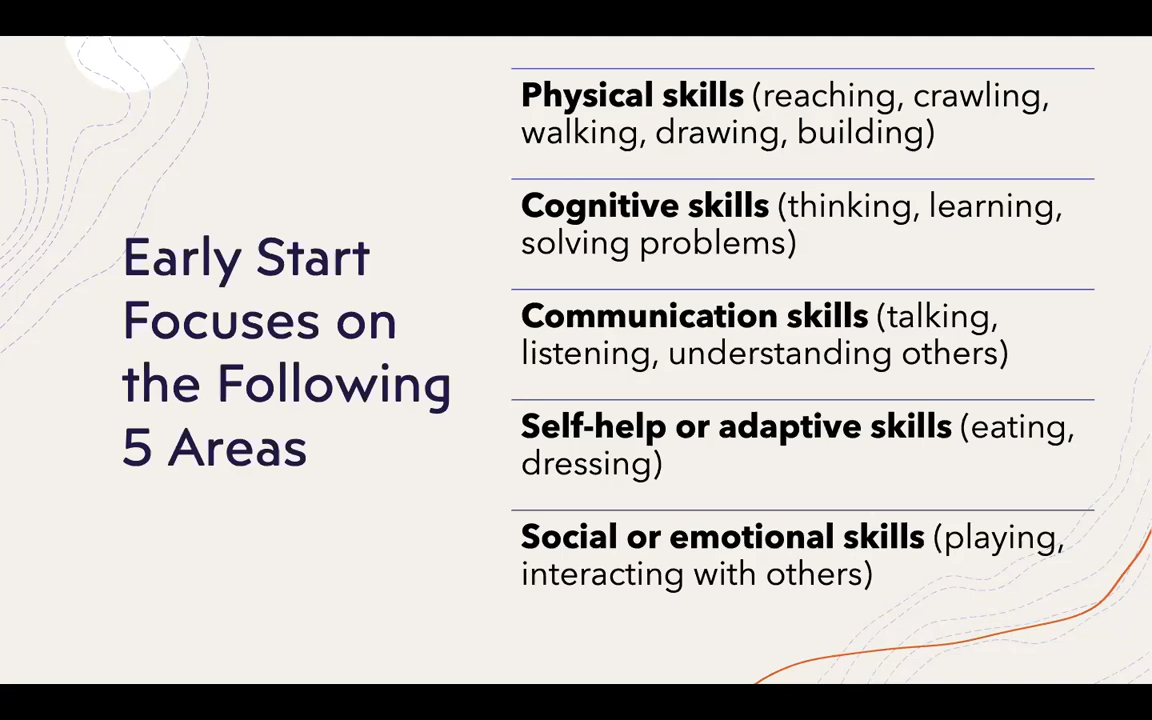 Early Start
Focuses on
the Following
5 Areas
Physical skills (reaching, crawling,
walking, drawing, building)
Cognitive skills (thinking, learning,
solving problems)
Communication skills (talking,
listening, understanding others)
Self-help or adaptive skills (eating,
dressing)
Social or emotional skills (playing,
interacting with others)